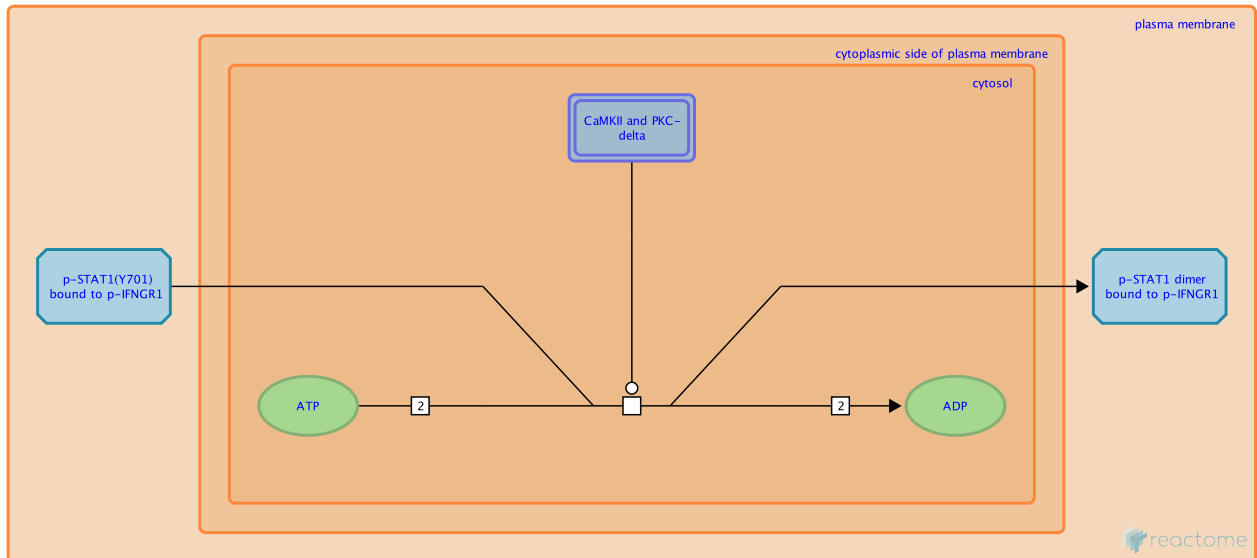 plasma membrane
cytoplasmic side of plasma membrane
cytosol
CaMKII and PKC-
delta
p-STAT1(Y701)
bound to p-IFNGR1
p-STAT1 dimer
bound to p-IFNGR1
ATP
2
2
ADP
reactome